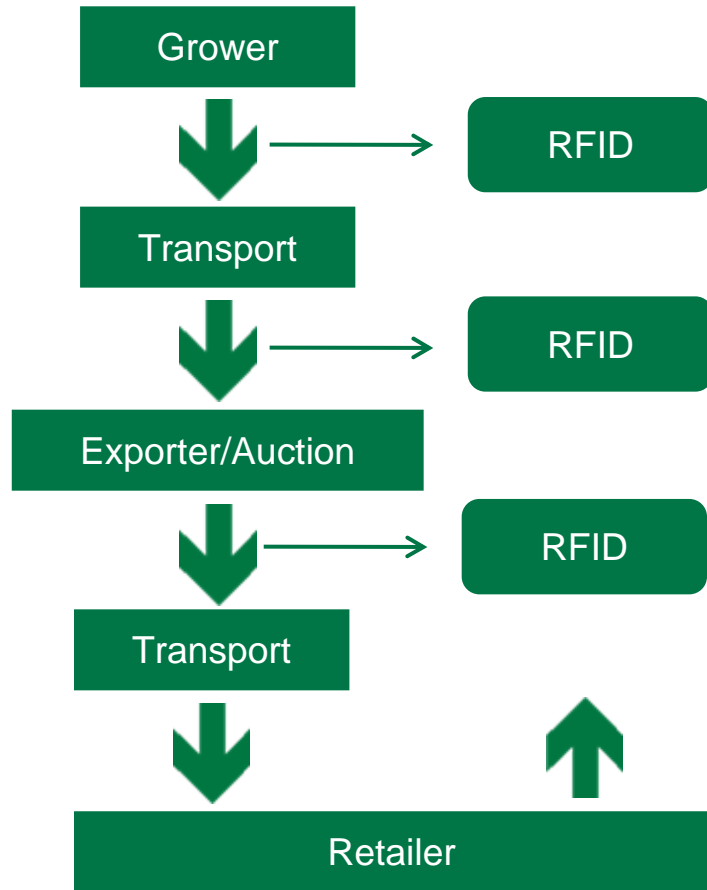 Grower
RFID
Transport
RFID
Exporter/Auction
RFID
Transport
Retailer